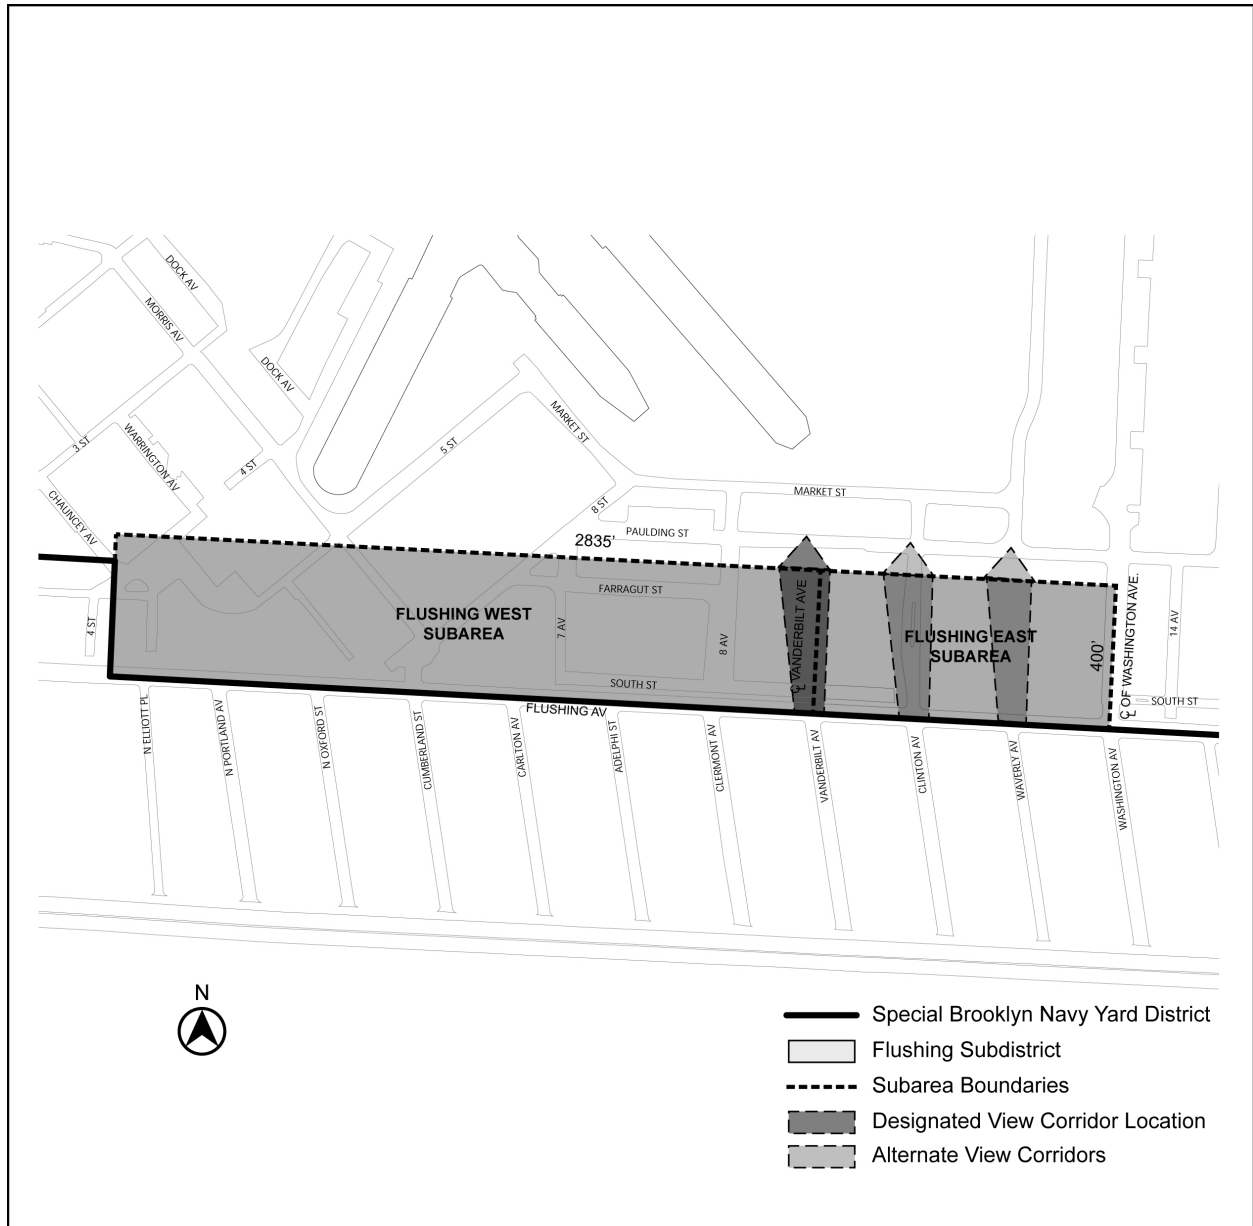 DOCK AV
MORRIS AV
DOCK AV
MARKET ST
3 ST
WARRINGTON AV
5 ST
4 ST
CHAUNCEY AV
MARKET ST
8 ST
2835'
PAULDING ST
FARRAGUT ST
FLUSHING WEST
SUBAREA
4 ST
7 AV
8 AV
℄ VANDERBILT AVE
FLUSHING EAST
SUBAREA
400'
℄ OF WASHINGTON AVE.
14 AV
SOUTH ST
SOUTH ST
FLUSHING AV
N ELLIOTT PL
N PORTLAND AV
N OXFORD ST
CUMBERLAND ST
CARLTON AV
ADELPHI ST
CLERMONT AV
VANDERBILT AV
CLINTON AV
WAVERLY AV
WASHINGTON AV
N
Special Brooklyn Navy Yard District
Flushing Subdistrict
Subarea Boundaries
Designated View Corridor Location
Alternate View Corridors